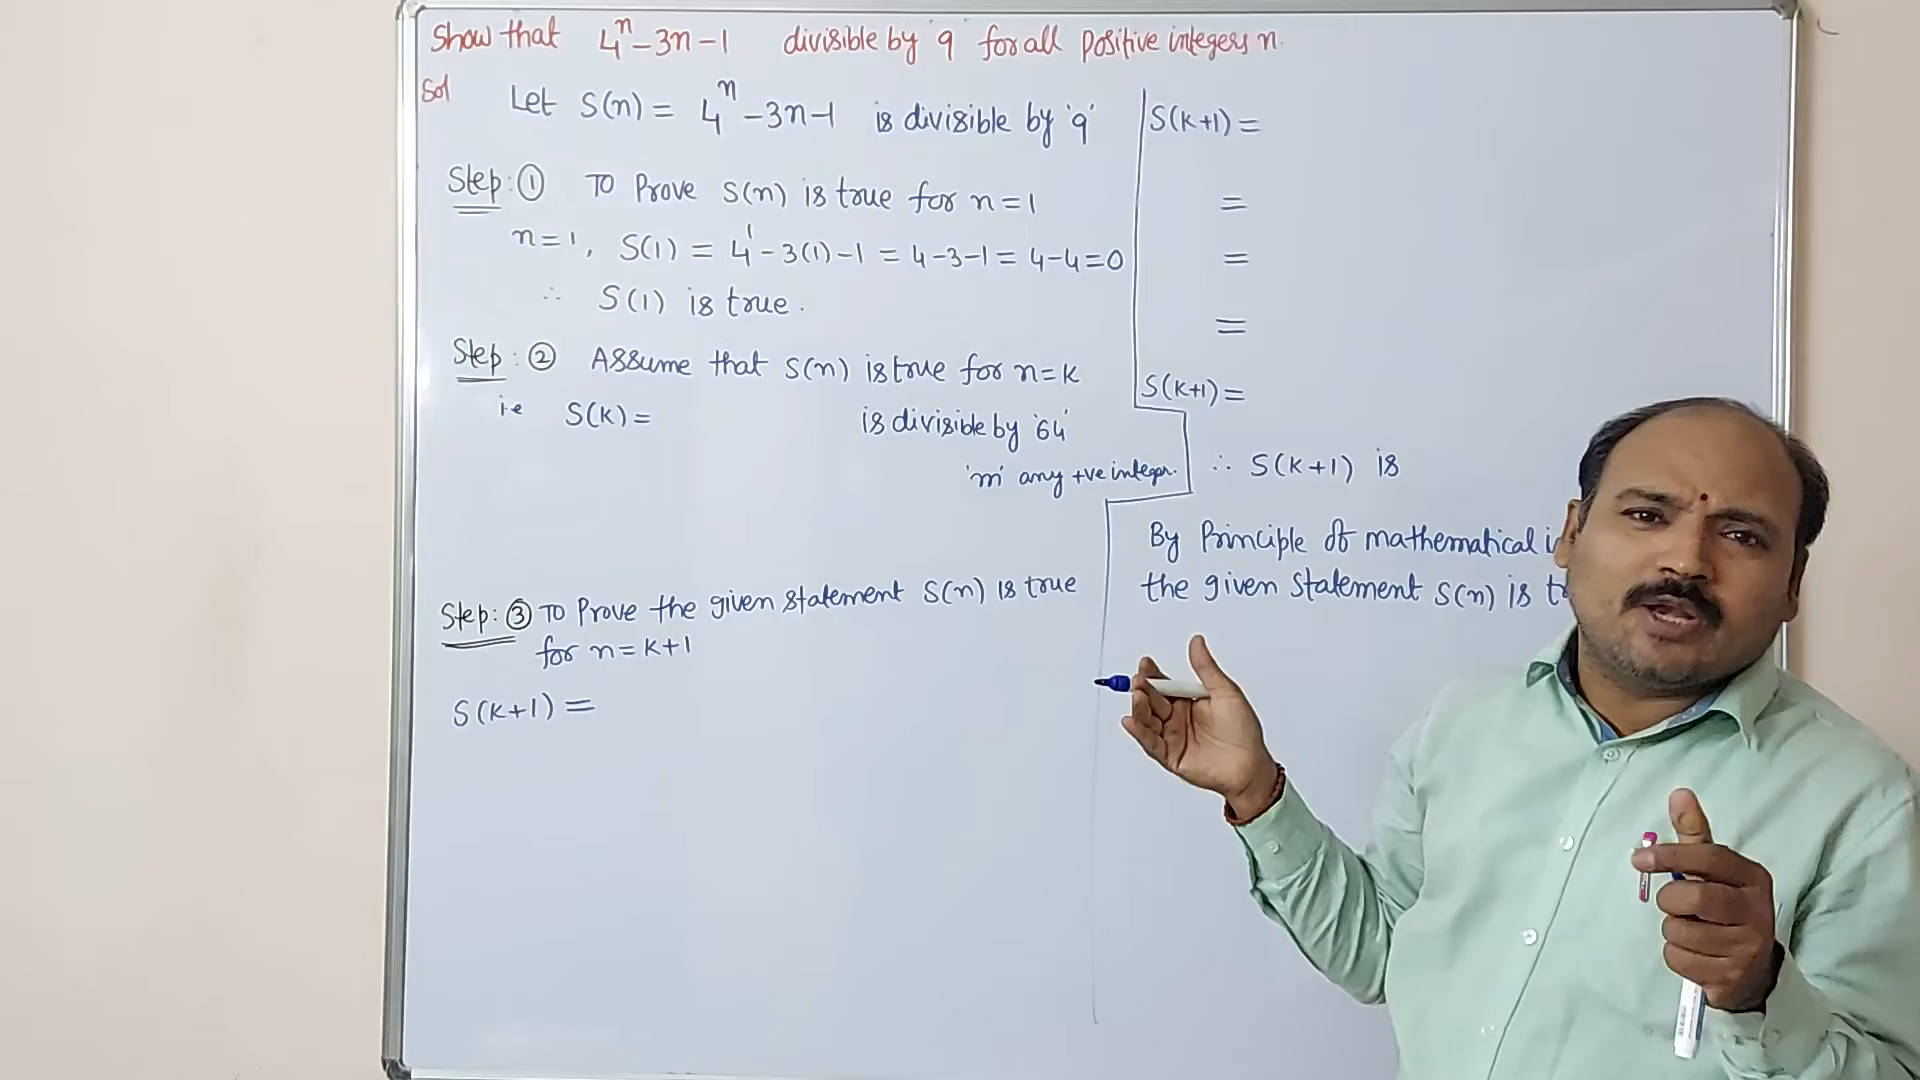 Show that 4ⁿ-3n-1 divisible by '9' for all positive integers n.
Sol Let S(n) = 4ⁿ-3n-1 is divisible by '9'
Step: ① To Prove S(n) is true for n=1
n=1, S(1) = 4¹-3(1)-1 = 4-3-1 = 4-4=0
∴ S(1) is true.
Step: ② Assume that S(n) is true for n=k
i.e S(k) = is divisible by '64'
'm' any +ve integer.
Step: ③ To Prove the given statement S(n) is true
for n=k+1
S(k+1) =
S(k+1) =
=
=
=
S(k+1) =
∴ S(k+1) is
By Principle of mathematical
the given statement S(n) is